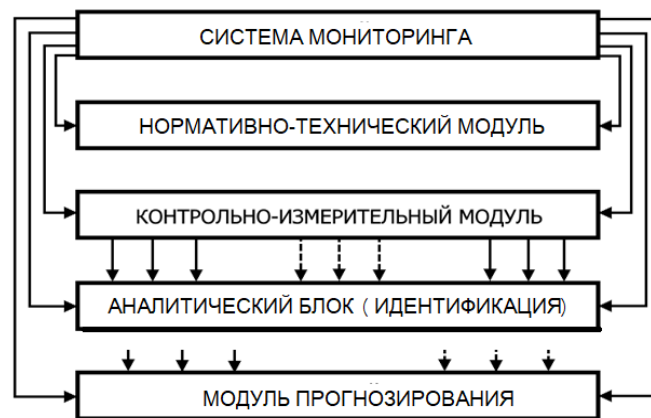 СИСТЕМА МОНИТОРИНГА
НОРМАТИВНО-ТЕХНИЧЕСКИЙ МОДУЛЬ
КОНТРОЛЬНО-ИЗМЕРИТЕЛЬНЫЙ МОДУЛЬ
АНАЛИТИЧЕСКИЙ БЛОК ( ИДЕНТИФИКАЦИЯ)
МОДУЛЬ ПРОГНОЗИРОВАНИЯ